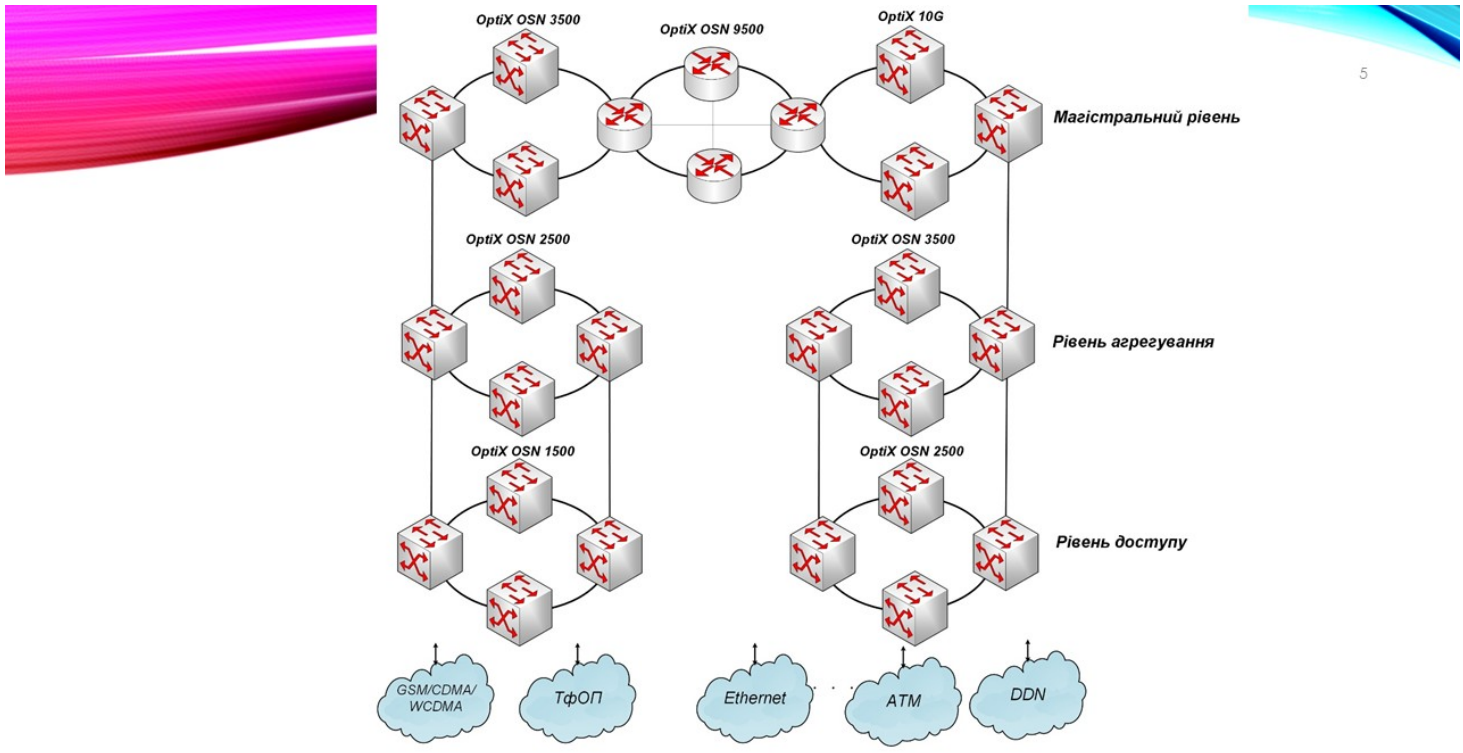 OptiX OSN 3500
OptiX OSN 9500
OptiX 10G
5
Магістральний рівень
OptiX OSN 2500
OptiX OSN 3500
Рівень агрегування
OptiX OSN 1500
OptiX OSN 2500
Рівень доступу
GSM/CDMA/
WCDMA
ТфОП
Ethernet
. . .
ATM
DDN